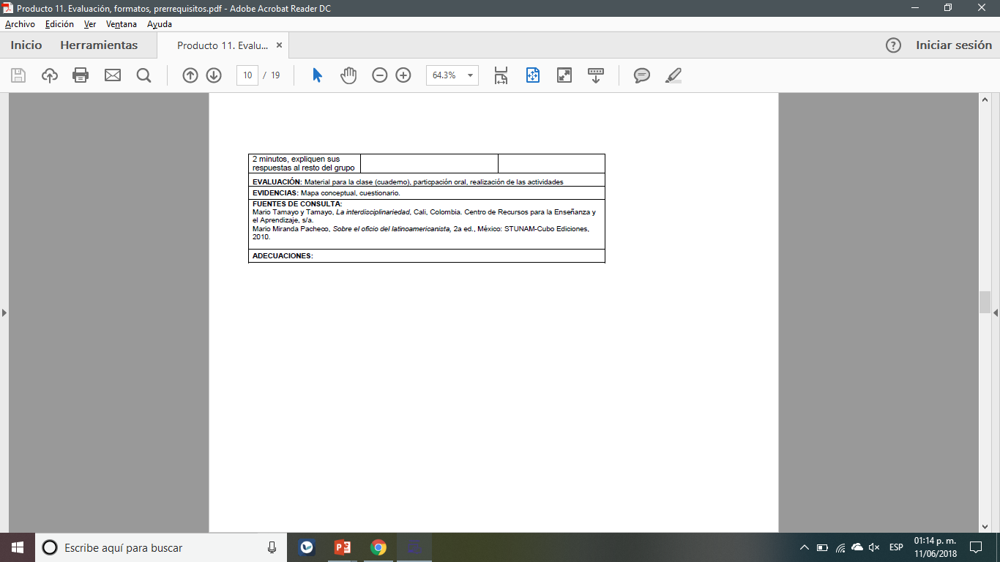 Producto 11. Evaluación, formatos, prerrequisitos.pdf - Adobe Acrobat Reader DC
Archivo Edición Ver Ventana Ayuda
Inicio Herramientas Producto 11. Evalu... × ? Iniciar sesión
10 / 19 64.3%
2 minutos, expliquen sus
respuestas al resto del grupo
EVALUACIÓN: Material para la clase (cuaderno), particpación oral, realización de las actividades
EVIDENCIAS: Mapa conceptual, cuestionario.
FUENTES DE CONSULTA:
Mario Tamayo y Tamayo, La interdisciplinariedad, Cali, Colombia. Centro de Recursos para la Enseñanza y
el Aprendizaje, s/a.
Mario Miranda Pacheco, Sobre el oficio del latinoamericanista, 2a ed., México: STUNAM-Cubo Ediciones,
2010.
ADECUACIONES:
Escribe aquí para buscar
ESP
01:14 p. m.
11/06/2018